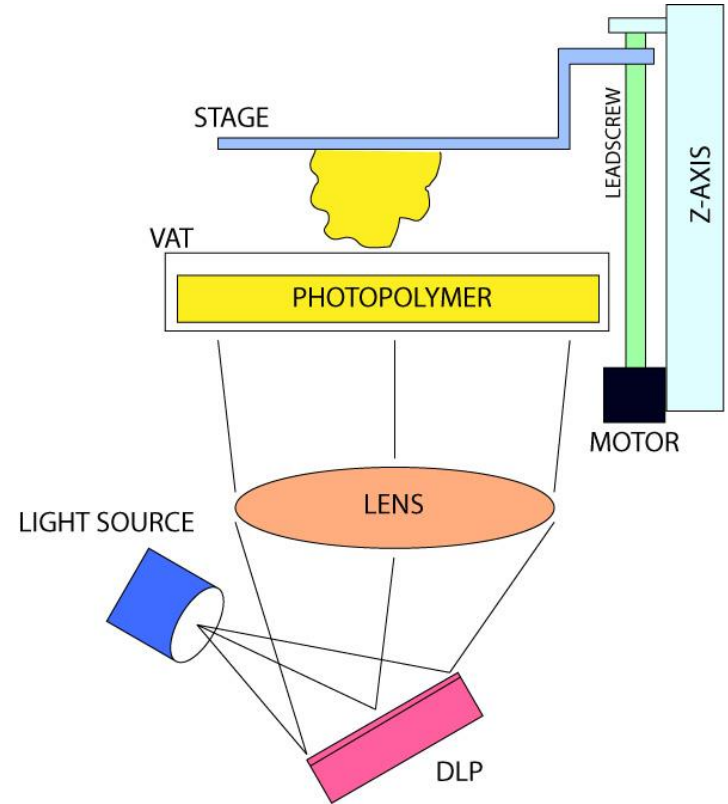 STAGE
LEADSCREW
Z-AXIS
VAT
PHOTOPOLYMER
MOTOR
LENS
LIGHT SOURCE
DLP